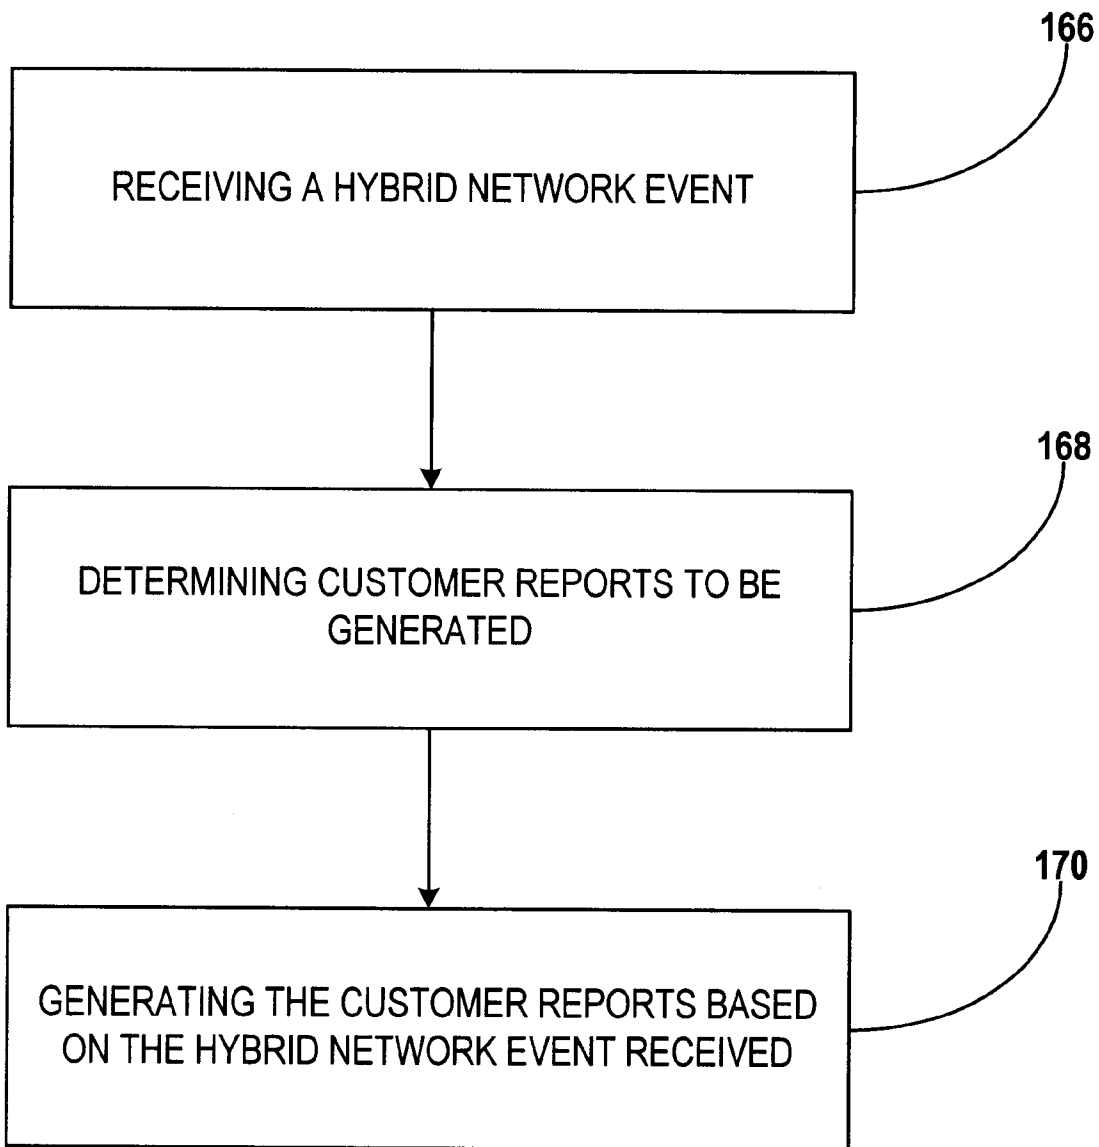 166
RECEIVING A HYBRID NETWORK EVENT
168
DETERMINING CUSTOMER REPORTS TO BE
GENERATED
170
GENERATING THE CUSTOMER REPORTS BASED
ON THE HYBRID NETWORK EVENT RECEIVED